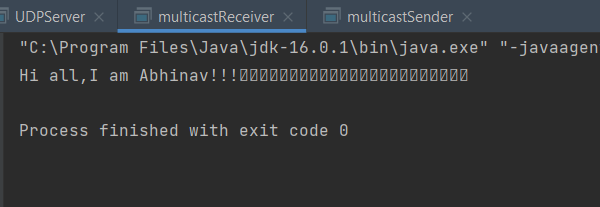 UDPServer
multicastReceiver
multicastSender
"C:\Program Files\Java\jdk-16.0.1\bin\java.exe" "-javaagen
Hi all,I am Abhinav!!!
Process finished with exit code 0